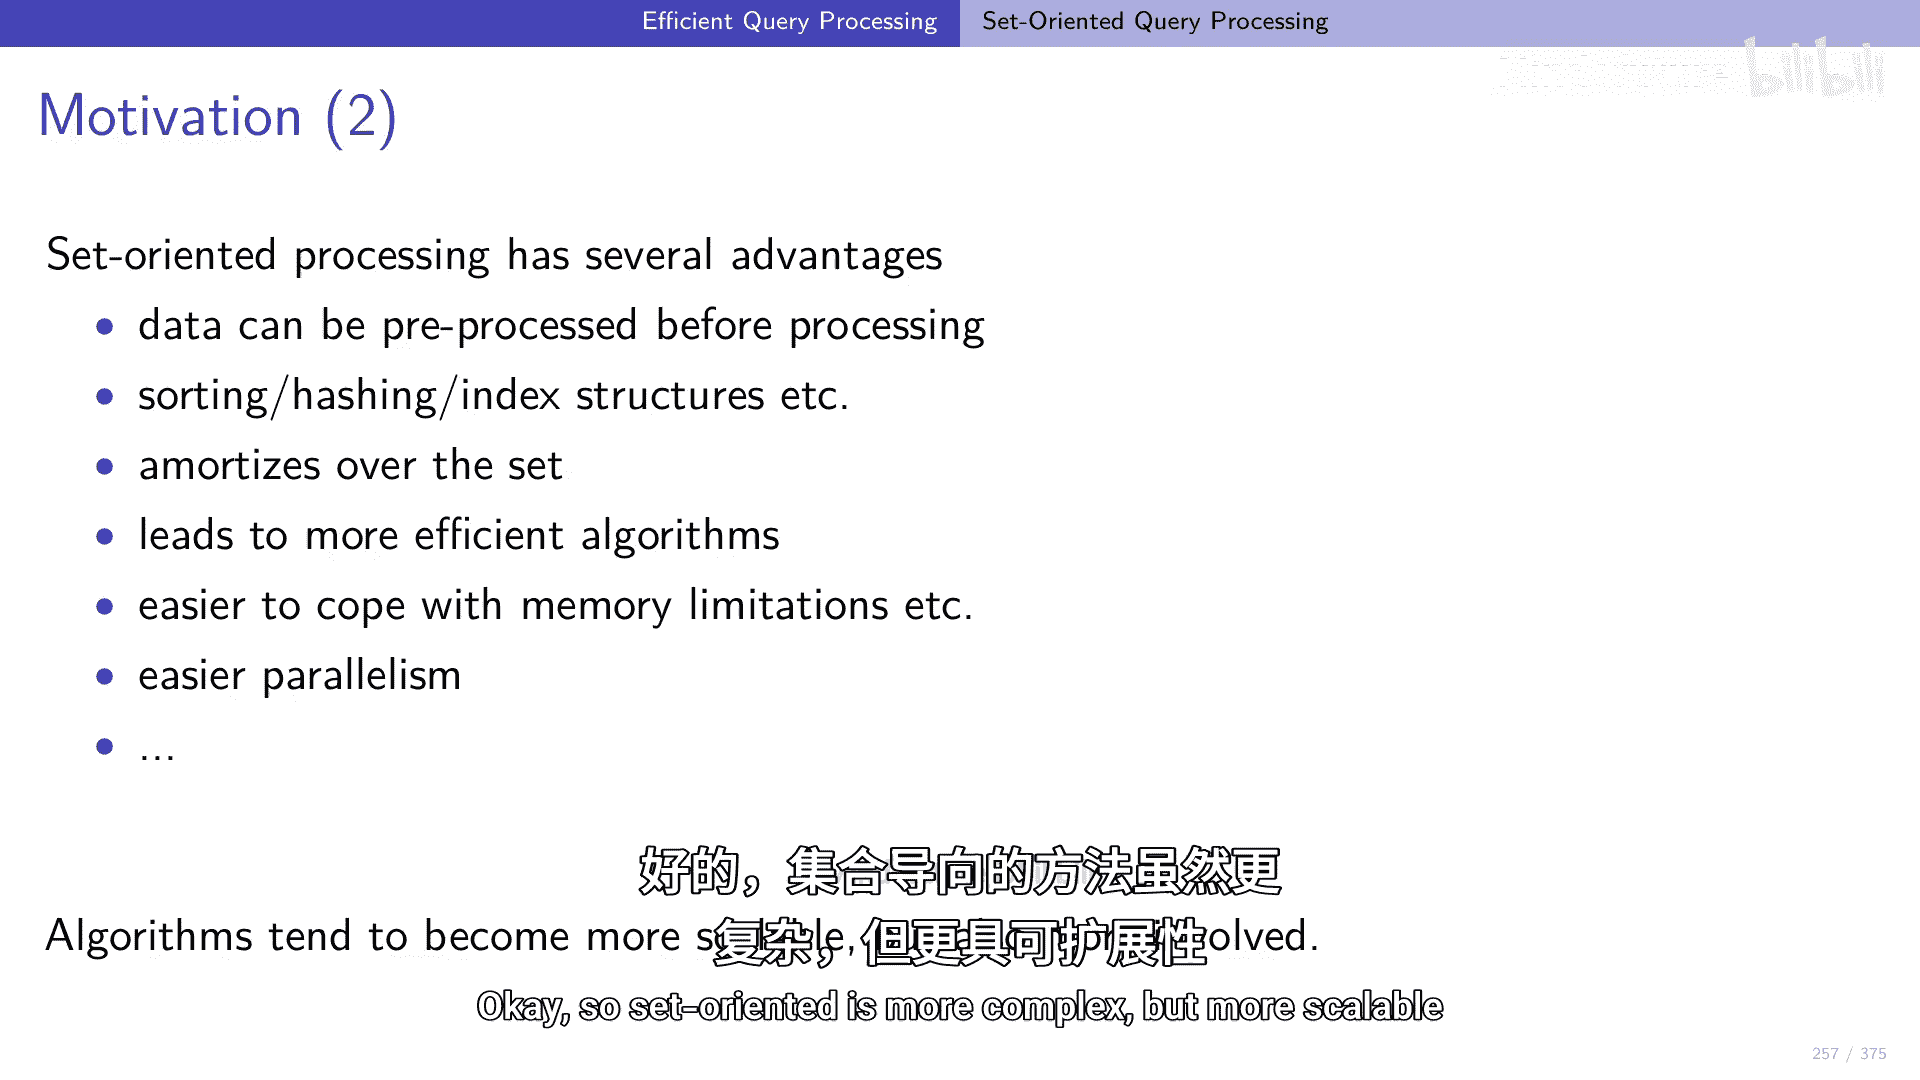 Efficient Query Processing
Set-Oriented Query Processing
bilibili
Motivation (2)
Set-oriented processing has several advantages
• data can be pre-processed before processing
• sorting/hashing/index structures etc.
• amortizes over the set
• leads to more efficient algorithms
• easier to cope with memory limitations etc.
• easier parallelism
• ...
好的，集合导向的方法虽然更
Algorithms tend to become more
复杂，但更具可扩展性
Okay, so set-oriented is more complex, but more scalable
257 / 375